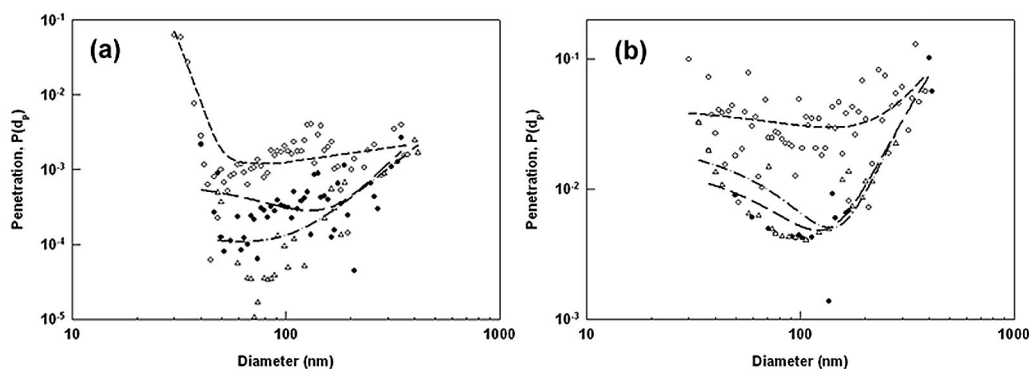 (a)
Penetration, P(dₚ)
10⁻¹
10⁻²
10⁻³
10⁻⁴
10⁻⁵
10 100 1000
Diameter (nm)
(b)
Penetration, P(dₚ)
10⁻¹
10⁻²
10⁻³
10 100 1000
Diameter (nm)